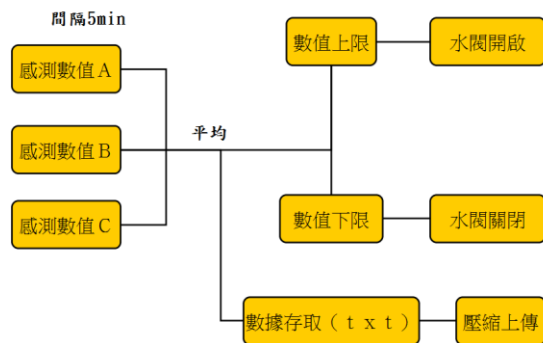 間隔5min
數值上限
水閥開啟
感測數值A
平均
感測數值B
感測數值C
數值下限
水閥關閉
數據存取(txt)
壓縮上傳